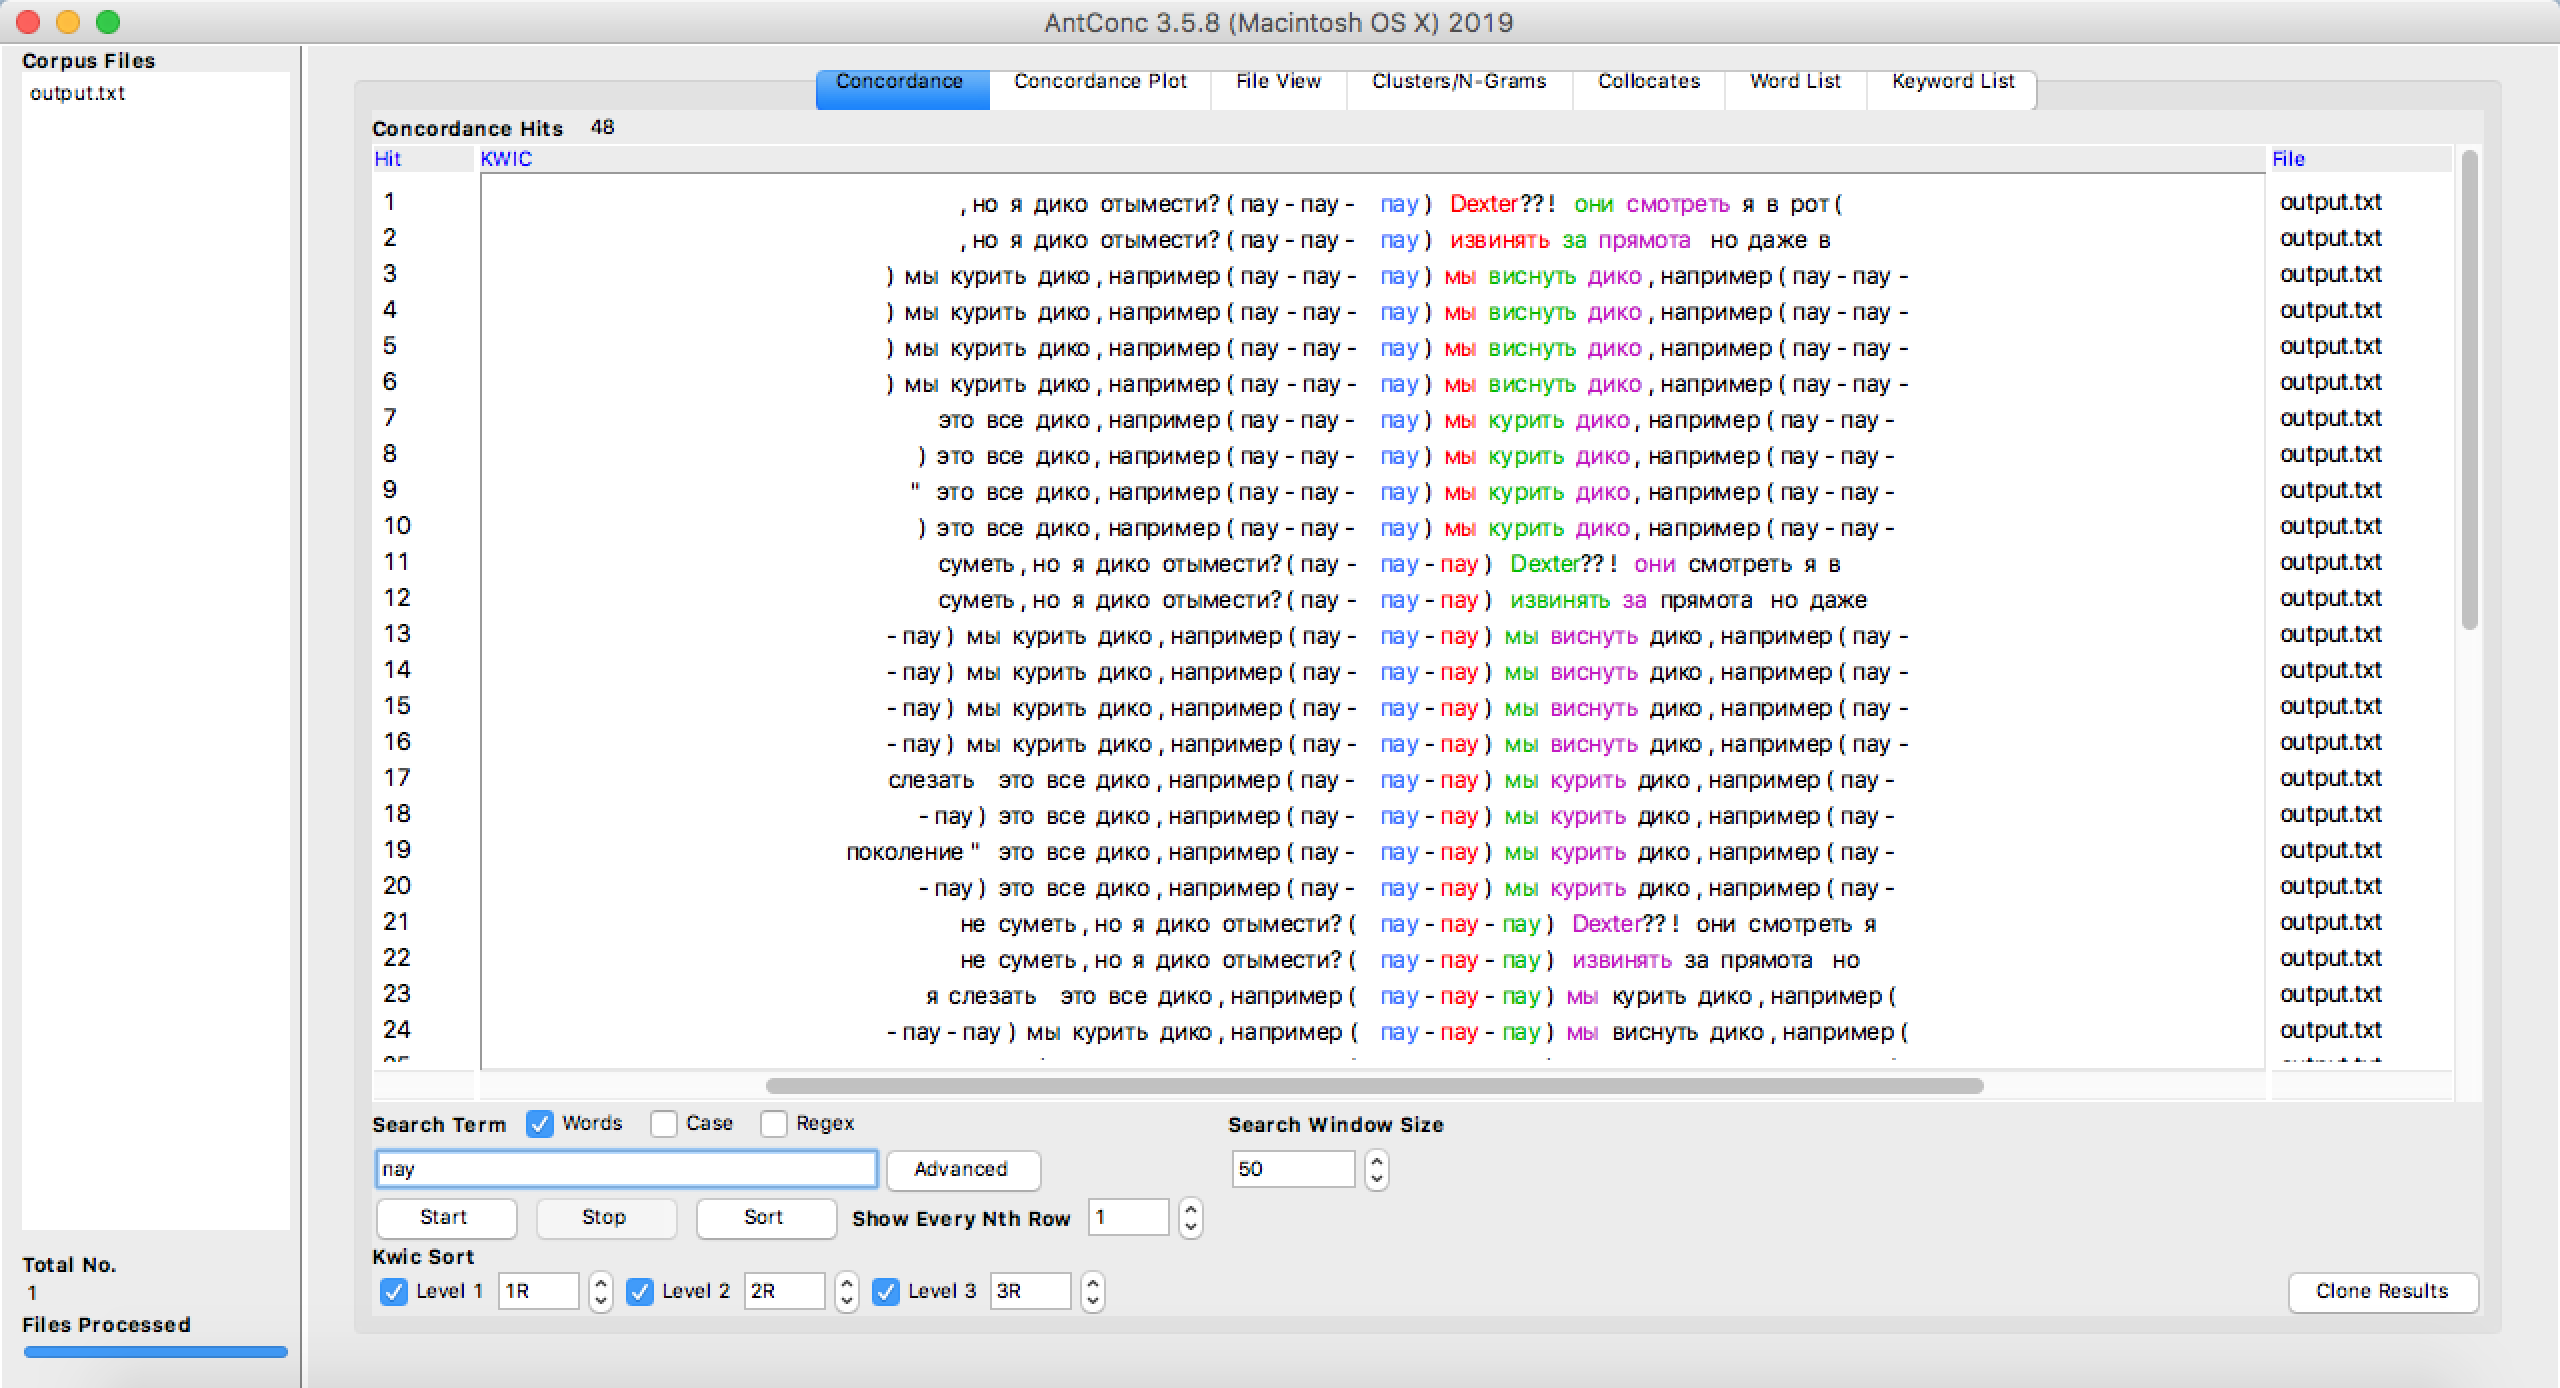 AntConc 3.5.8 (Macintosh OS X) 2019
Corpus Files
output.txt
Concordance Concordance Plot File View Clusters/N-Grams Collocates Word List Keyword List
Concordance Hits 48
Hit KWIC File
1 , но я дико отымести? ( пау - пау - пау ) Dexter??! они смотреть я в рот ( output.txt
2 , но я дико отымести? ( пау - пау - пау ) извинять за прямота но даже в output.txt
3 ) мы курить дико , например ( пау - пау - пау ) мы виснуть дико , например ( пау - пау - output.txt
4 ) мы курить дико , например ( пау - пау - пау ) мы виснуть дико , например ( пау - пау - output.txt
5 ) мы курить дико , например ( пау - пау - пау ) мы виснуть дико , например ( пау - пау - output.txt
6 ) мы курить дико , например ( пау - пау - пау ) мы виснуть дико , например ( пау - пау - output.txt
7 это все дико , например ( пау - пау - пау ) мы курить дико , например ( пау - пау - output.txt
8 ) это все дико , например ( пау - пау - пау ) мы курить дико , например ( пау - пау - output.txt
9 " это все дико , например ( пау - пау - пау ) мы курить дико , например ( пау - пау - output.txt
10 ) это все дико , например ( пау - пау - пау ) мы курить дико , например ( пау - пау - output.txt
11 суметь , но я дико отымести? ( пау - пау - пау ) Dexter??! они смотреть я в output.txt
12 суметь , но я дико отымести? ( пау - пау - пау ) извинять за прямота но даже output.txt
13 - пау ) мы курить дико , например ( пау - пау - пау ) мы виснуть дико , например ( пау - output.txt
14 - пау ) мы курить дико , например ( пау - пау - пау ) мы виснуть дико , например ( пау - output.txt
15 - пау ) мы курить дико , например ( пау - пау - пау ) мы виснуть дико , например ( пау - output.txt
16 - пау ) мы курить дико , например ( пау - пау - пау ) мы виснуть дико , например ( пау - output.txt
17 слезать это все дико , например ( пау - пау - пау ) мы курить дико , например ( пау - output.txt
18 - пау ) это все дико , например ( пау - пау - пау ) мы курить дико , например ( пау - output.txt
19 поколение " это все дико , например ( пау - пау - пау ) мы курить дико , например ( пау - output.txt
20 - пау ) это все дико , например ( пау - пау - пау ) мы курить дико , например ( пау - output.txt
21 не суметь , но я дико отымести? ( пау - пау - пау ) Dexter??! они смотреть я output.txt
22 не суметь , но я дико отымести? ( пау - пау - пау ) извинять за прямота но output.txt
23 я слезать это все дико , например ( пау - пау - пау ) мы курить дико , например ( output.txt
24 - пау - пау ) мы курить дико , например ( пау - пау - пау ) мы виснуть дико , например ( output.txt
Search Term Words Case Regex Search Window Size
пау Advanced 50
Start Stop Sort Show Every Nth Row 1
Kwic Sort
Level 1 1R Level 2 2R Level 3 3R Clone Results
Total No.
1
Files Processed